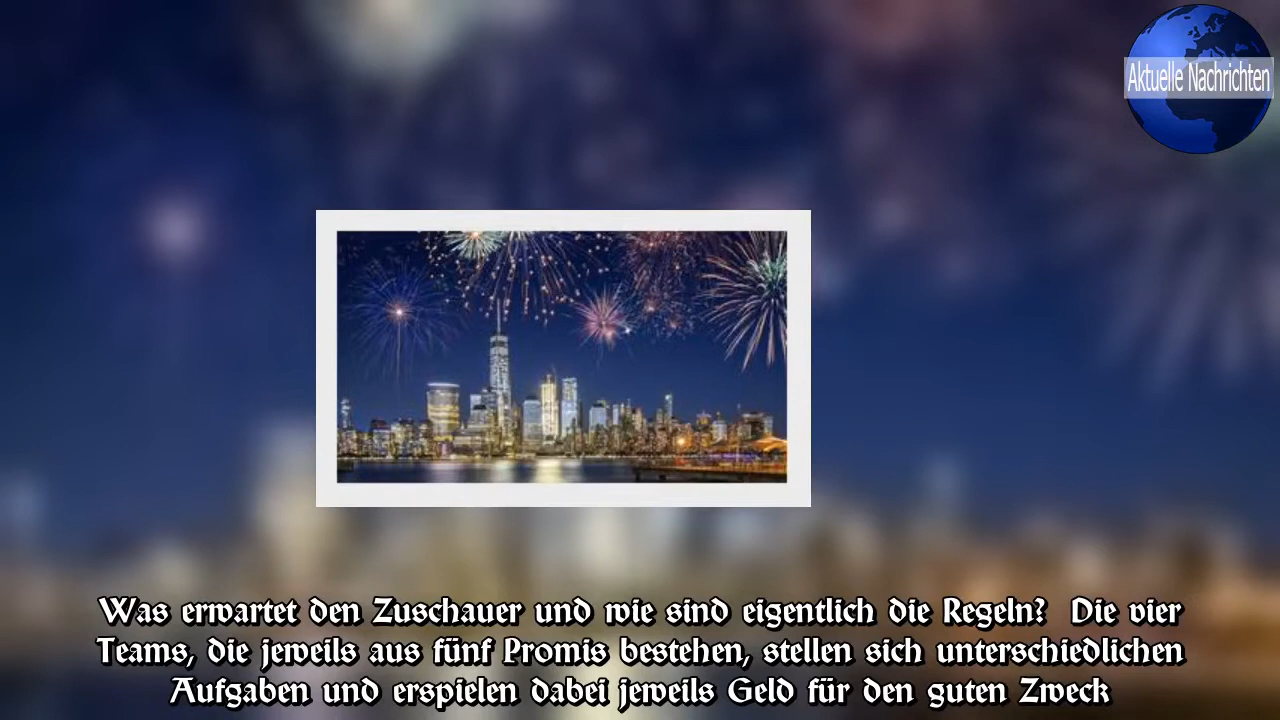 Aktuelle Nachrichten
Was erwartet den Zuschauer und wie sind eigentlich die Regeln?  Die vier
Teams, die jeweils aus fünf Promis bestehen, stellen sich unterschiedlichen
Aufgaben und erspielen dabei jeweils Geld für den guten Zweck